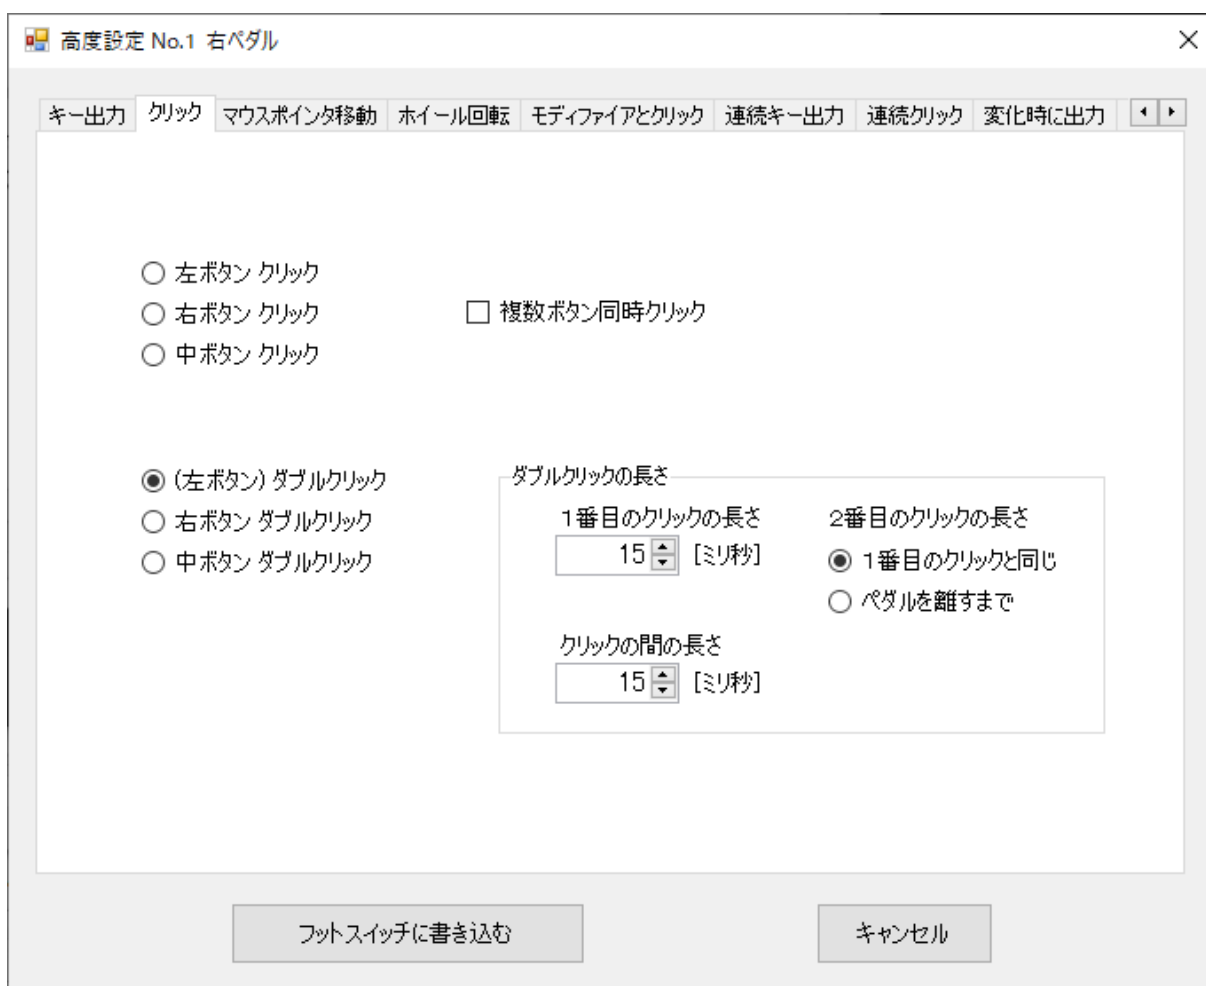 高度設定 No.1 右ペダル
キー出力 クリック マウスポインタ移動 ホイール回転 モディファイアとクリック 連続キー出力 連続クリック 変化時に出力
左ボタン クリック
右ボタン クリック
複数ボタン同時クリック
中ボタン クリック
(左ボタン) ダブルクリック
右ボタン ダブルクリック
中ボタン ダブルクリック
ダブルクリックの長さ
1番目のクリックの長さ
15 [ミリ秒]
2番目のクリックの長さ
1番目のクリックと同じ
ペダルを離すまで
クリックの間の長さ
15 [ミリ秒]
フットスイッチに書き込む
キャンセル